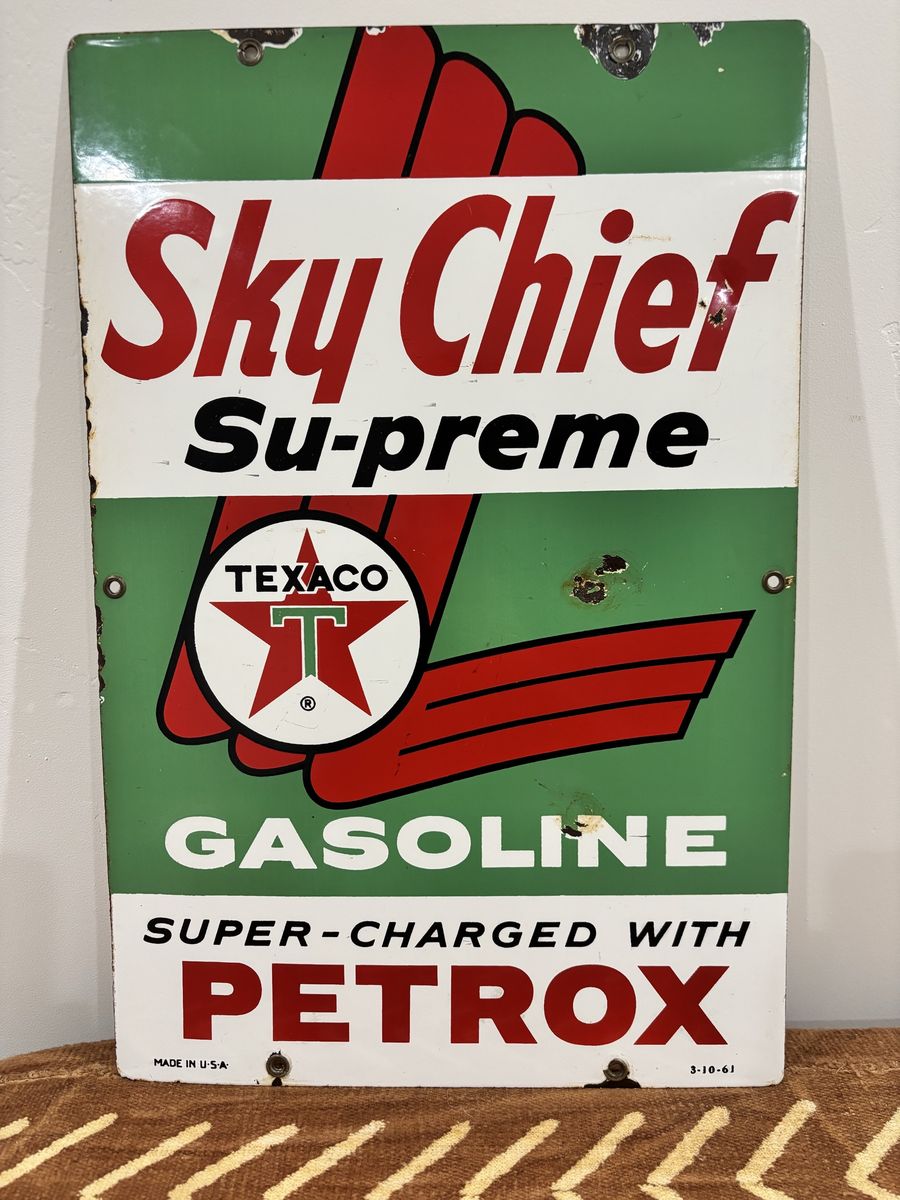 Sky Chief
Su-preme
TEXACO
T
®
GASOLINE
SUPER-CHARGED WITH
PETROX
MADE IN U·S·A·
3-10-61